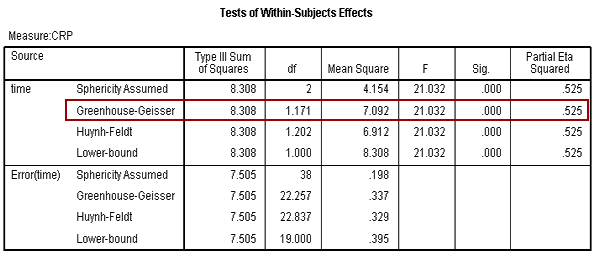 Tests of Within-Subjects Effects
Measure:CRP
Source Type III Sum of Squares df Mean Square F Sig. Partial Eta Squared
time Sphericity Assumed 8.308 2 4.154 21.032 .000 .525
Greenhouse-Geisser 8.308 1.171 7.092 21.032 .000 .525
Huynh-Feldt 8.308 1.202 6.912 21.032 .000 .525
Lower-bound 8.308 1.000 8.308 21.032 .000 .525
Error(time) Sphericity Assumed 7.505 38 .198
Greenhouse-Geisser 7.505 22.257 .337
Huynh-Feldt 7.505 22.837 .329
Lower-bound 7.505 19.000 .395